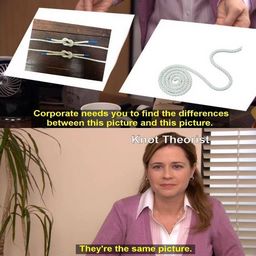 Corporate needs you to find the differences
between this picture and this picture.
Knot Theorist
They're the same picture.